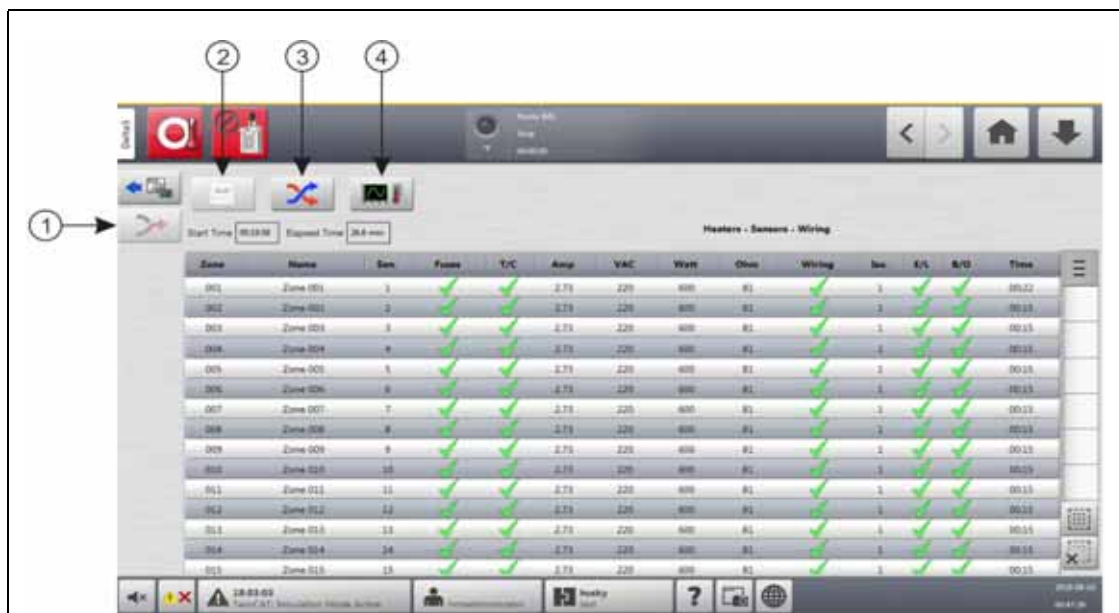 2 3 4
Delta3
1
Start Time Elapsed Time Heaters - Sensors - Wiring
Zone Name Sen Fuses T/C Amp VAC Watt Ohm Wiring Iso E/L B/O Time
001 Zone 001 1 2.73 220 600 81 1 00:22
002 Zone 002 2 2.73 220 600 81 1 00:15
003 Zone 003 3 2.73 220 600 81 1 00:15
004 Zone 004 4 2.73 220 600 81 1 00:15
005 Zone 005 5 2.73 220 600 81 1 00:15
006 Zone 006 6 2.73 220 600 81 1 00:15
007 Zone 007 7 2.73 220 600 81 1 00:15
008 Zone 008 8 2.73 220 600 81 1 00:15
009 Zone 009 9 2.73 220 600 81 1 00:15
010 Zone 010 10 2.73 220 600 81 1 00:15
011 Zone 011 11 2.73 220 600 81 1 00:15
012 Zone 012 12 2.73 220 600 81 1 00:15
013 Zone 013 13 2.73 220 600 81 1 00:15
014 Zone 014 14 2.73 220 600 81 1 00:15
015 Zone 015 15 2.73 220 600 81 1 00:15
18:03:03 husky ?
TwinCAT: Simulation Mode Active